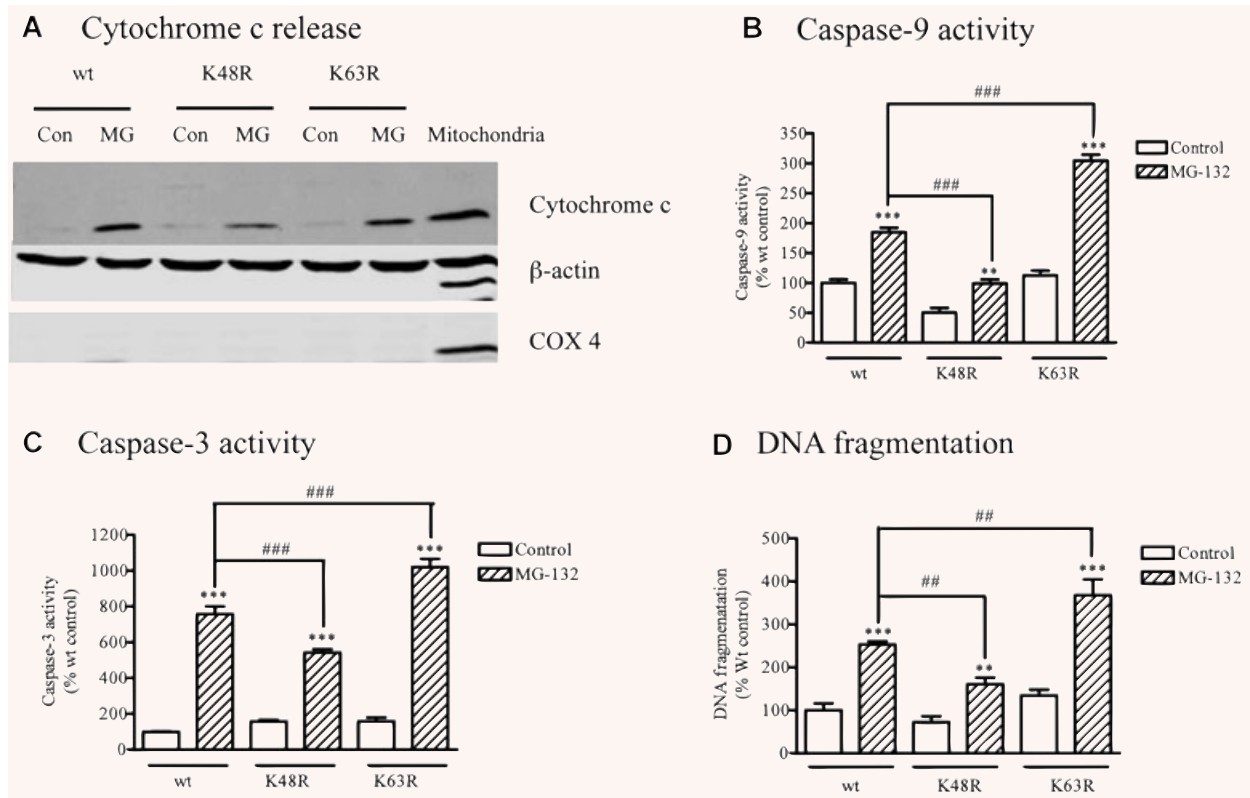 A Cytochrome c release
wt K48R K63R
Con MG Con MG Con MG Mitochondria
Cytochrome c
β-actin
COX 4
B Caspase-9 activity
###
###
***
***
**
350
300
250
200
150
100
50
0
Caspase-9 activity
(% wt control)
Control
MG-132
wt K48R K63R
C Caspase-3 activity
###
###
***
***
***
1200
1000
800
600
400
200
0
Caspase-3 activity
(% wt control)
Control
MG-132
wt K48R K63R
D DNA fragmentation
##
##
***
***
**
500
400
300
200
100
0
DNA fragmenatation
(% Wt control)
Control
MG-132
wt K48R K63R